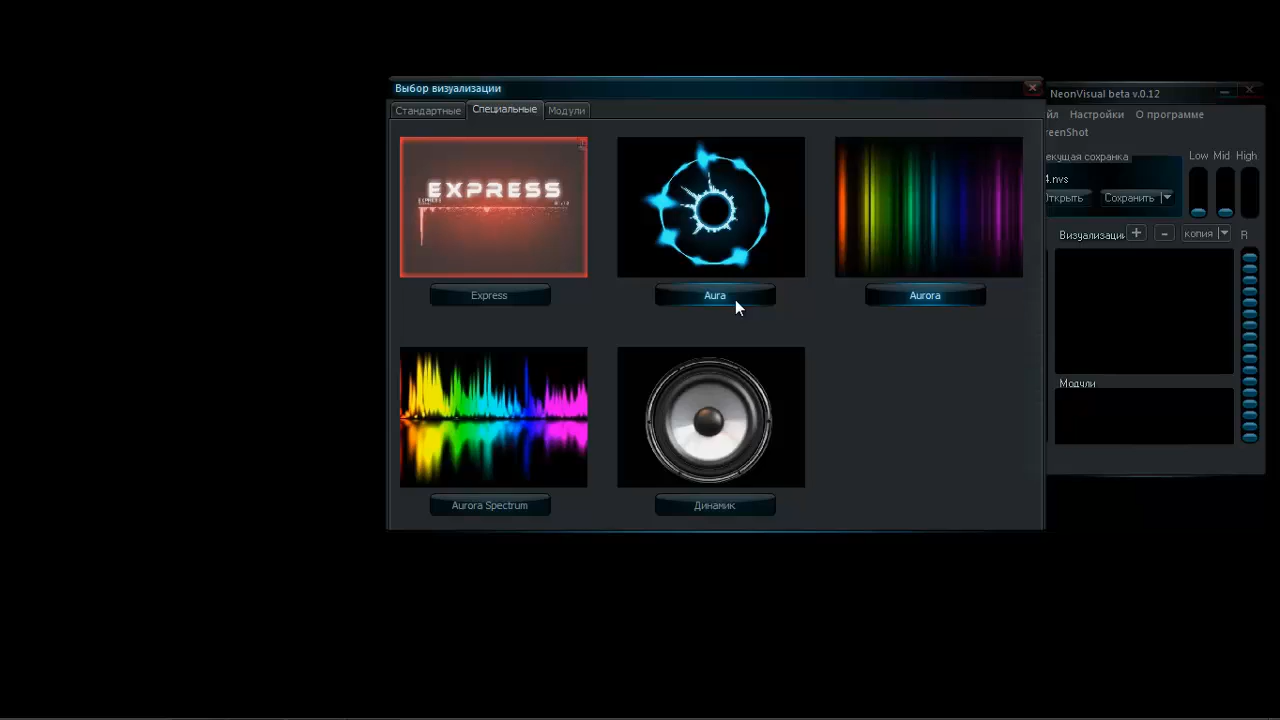 Выбор визуализации
Стандартные
Специальные
Модули
EXPRESS
Express
Aura
Aurora
Aurora Spectrum
Динамик
NeonVisual beta v.0.12
йл
Настройки
О программе
reenShot
екущая сохранка
Low
Mid
High
4.nvs
ткрыть
Сохранить
Визуализации
+
-
копия
R
Модули